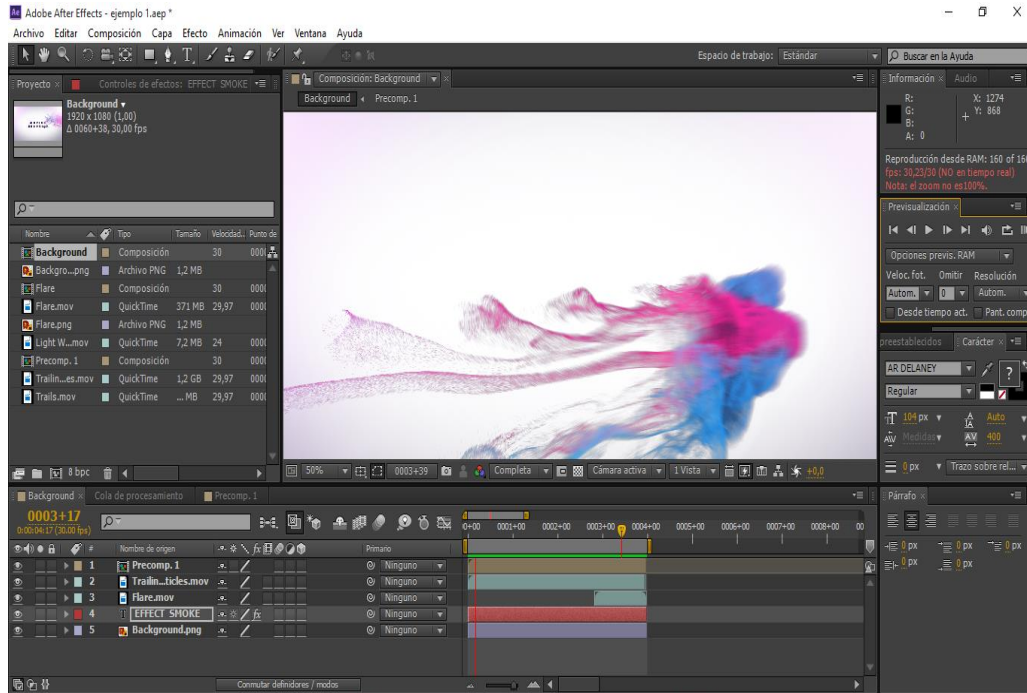 Ae Adobe After Effects - ejemplo 1.aep *
Archivo Editar Composición Capa Efecto Animación Ver Ventana Ayuda
Espacio de trabajo: Estándar Buscar en la Ayuda
Proyecto × Controles de efectos: EFFECT SMOKE
Background
1920 x 1080 (1,00)
Δ 0060+38, 30,00 fps
Nombre Tipo Tamaño Velocidad... Punto de
Background Composición 30 0000
Backgro...png Archivo PNG 1,2 MB
Flare Composición 30 0000
Flare.mov QuickTime 371 MB 29,97 0000
Flare.png Archivo PNG 1,2 MB
Light W...mov QuickTime 7,2 MB 24 0000
Precomp. 1 Composición 30 0000
Trailin...es.mov QuickTime 1,2 GB 29,97 0000
Trails.mov QuickTime ... MB 29,97 0000
8 bpc
Composición: Background ×
Background Precomp. 1
50% 0003+39 Completa Cámara activa 1 Vista +0,0
Información × Audio
R: X: 1274
G: + Y: 868
B:
A: 0
Reproducción desde RAM: 160 of 16
fps: 30,23/30 (NO en tiempo real)
Nota: el zoom no es100%.
Previsualización ×
Opciones previs. RAM
Veloc. fot. Omitir Resolución
Autom. 0 Autom.
Desde tiempo act. Pant. comp
preestablecidos Carácter ×
AR DELANEY
Regular
104 px Auto
Medidas 400
0 px Trazo sobre rel...
Párrafo ×
0 px 0 px 0 px
0 px 0 px
Background × Cola de procesamiento Precomp. 1
0003+17
0:00:04:17 (30.00 fps)
# Nombre de origen Primario
1 Precomp. 1 Ninguno
2 Trailin...ticles.mov Ninguno
3 Flare.mov Ninguno
4 T EFFECT SMOKE Ninguno
5 Background.png Ninguno
0001+00 0002+00 0003+00 0004+00 0005+00 0006+00 0007+00 0008+00 00
Conmutar definidores / modos